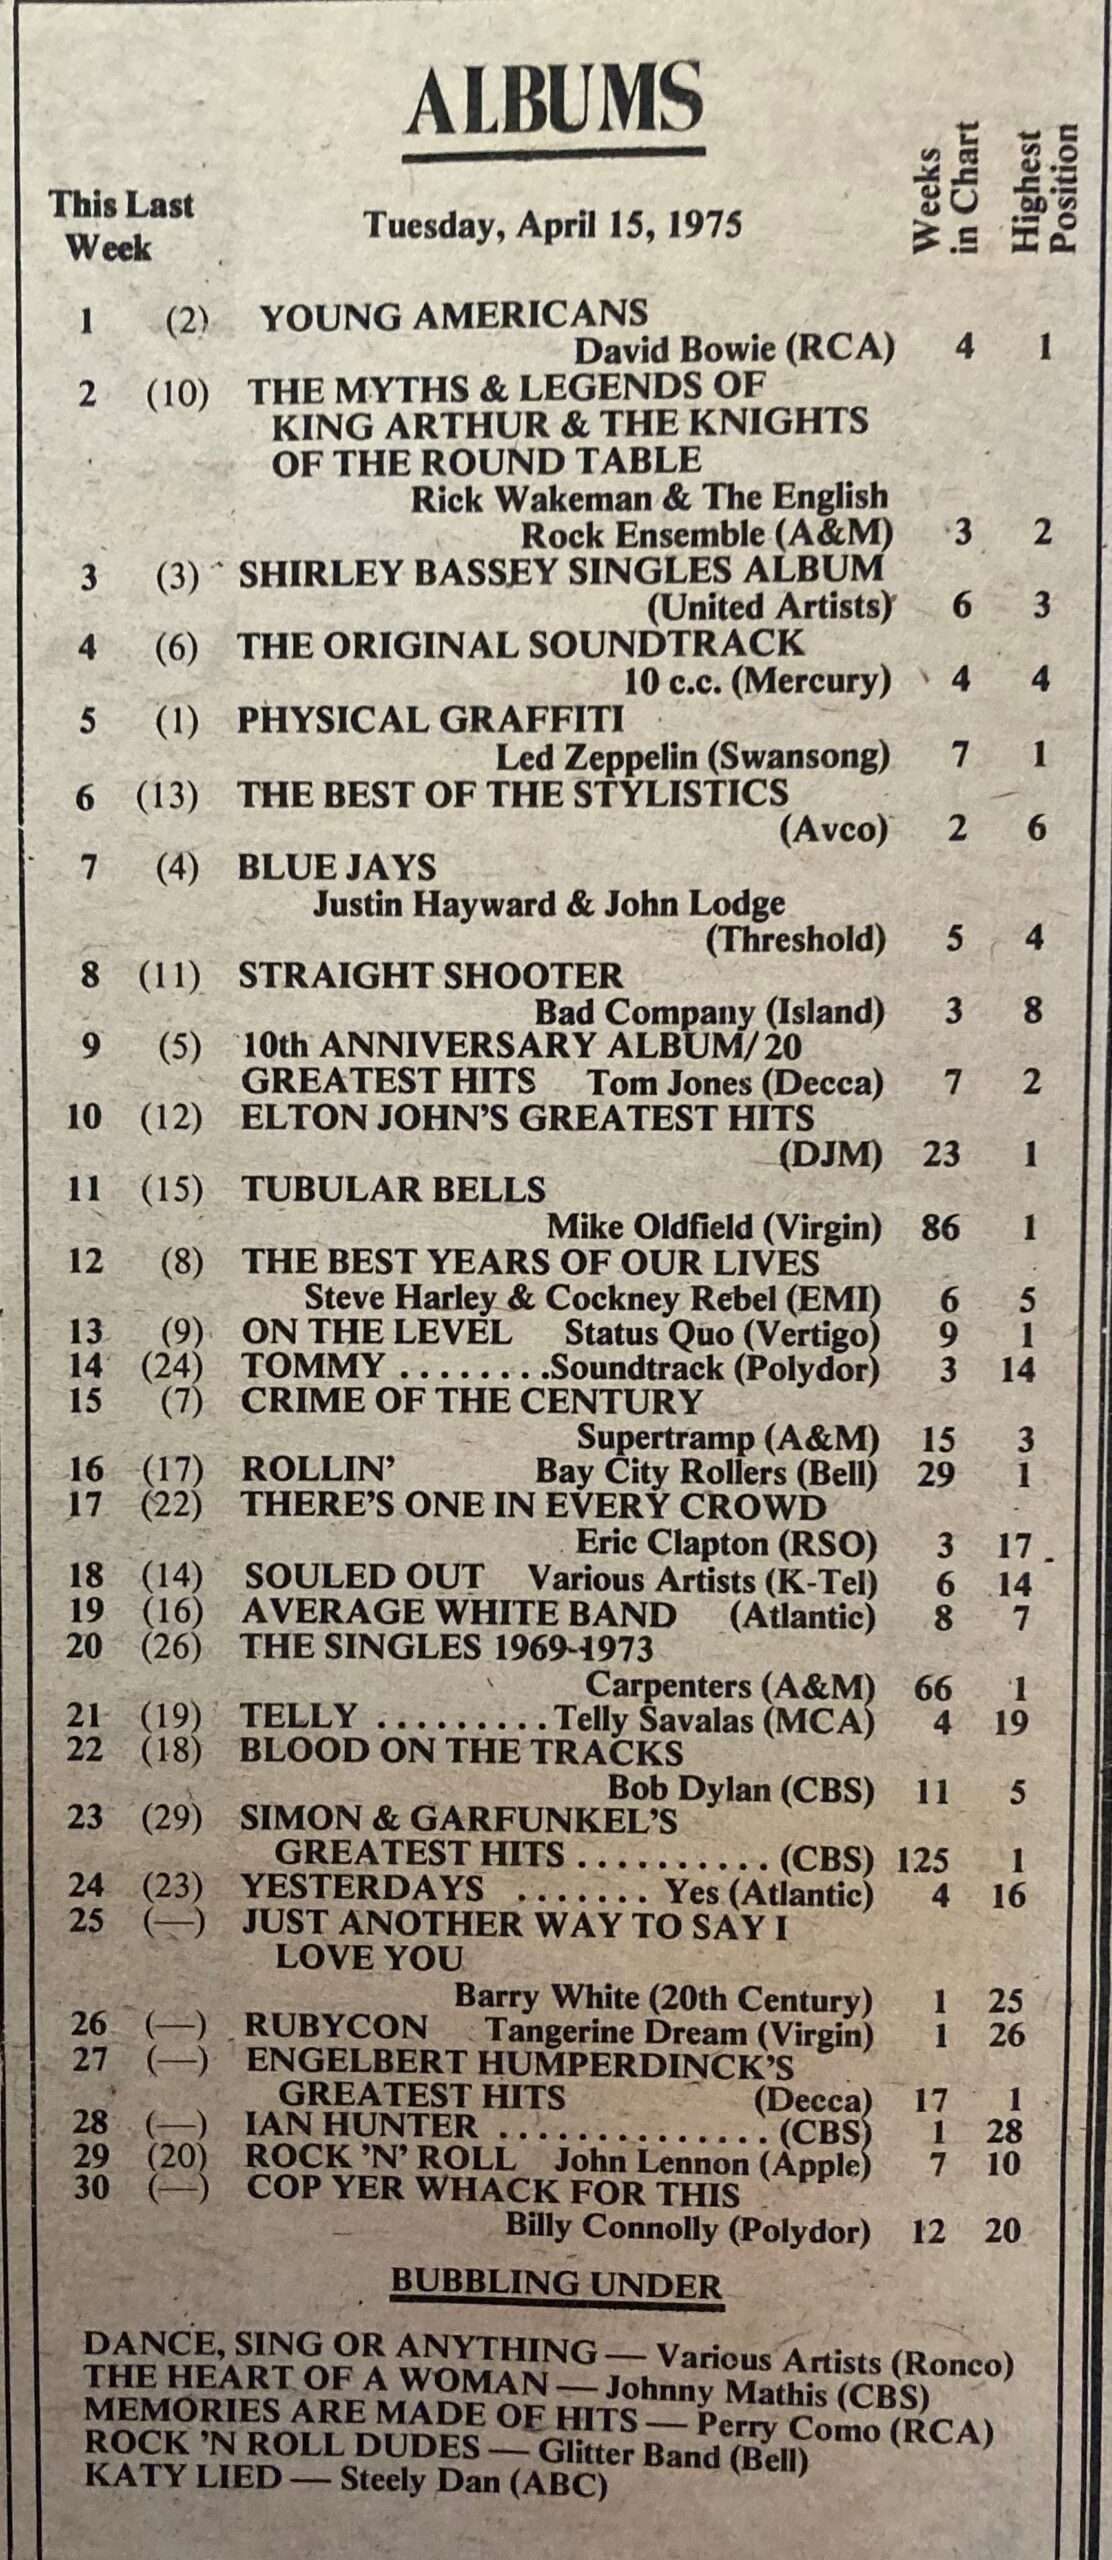 ALBUMS
This Last
Week
Tuesday, April 15, 1975
Weeks
in Chart
Highest
Position
1 (2) YOUNG AMERICANS
David Bowie (RCA) 4 1
2 (10) THE MYTHS & LEGENDS OF
KING ARTHUR & THE KNIGHTS
OF THE ROUND TABLE
Rick Wakeman & The English
Rock Ensemble (A&M) 3 2
3 (3) SHIRLEY BASSEY SINGLES ALBUM
(United Artists) 6 3
4 (6) THE ORIGINAL SOUNDTRACK
10 c.c. (Mercury) 4 4
5 (1) PHYSICAL GRAFFITI
Led Zeppelin (Swansong) 7 1
6 (13) THE BEST OF THE STYLISTICS
(Avco) 2 6
7 (4) BLUE JAYS
Justin Hayward & John Lodge
(Threshold) 5 4
8 (11) STRAIGHT SHOOTER
Bad Company (Island) 3 8
9 (5) 10th ANNIVERSARY ALBUM/20
GREATEST HITS Tom Jones (Decca) 7 2
10 (12) ELTON JOHN'S GREATEST HITS
(DJM) 23 1
11 (15) TUBULAR BELLS
Mike Oldfield (Virgin) 86 1
12 (8) THE BEST YEARS OF OUR LIVES
Steve Harley & Cockney Rebel (EMI) 6 5
13 (9) ON THE LEVEL Status Quo (Vertigo) 9 1
14 (24) TOMMY ........Soundtrack (Polydor) 3 14
15 (7) CRIME OF THE CENTURY
Supertramp (A&M) 15 3
16 (17) ROLLIN' Bay City Rollers (Bell) 29 1
17 (22) THERE'S ONE IN EVERY CROWD
Eric Clapton (RSO) 3 17
18 (14) SOULED OUT Various Artists (K-Tel) 6 14
19 (16) AVERAGE WHITE BAND (Atlantic) 8 7
20 (26) THE SINGLES 1969-1973
Carpenters (A&M) 66 1
21 (19) TELLY .........Telly Savalas (MCA) 4 19
22 (18) BLOOD ON THE TRACKS
Bob Dylan (CBS) 11 5
23 (29) SIMON & GARFUNKEL'S
GREATEST HITS .......... (CBS) 125 1
24 (23) YESTERDAYS ....... Yes (Atlantic) 4 16
25 (—) JUST ANOTHER WAY TO SAY I
LOVE YOU
Barry White (20th Century) 1 25
26 (—) RUBYCON Tangerine Dream (Virgin) 1 26
27 (—) ENGELBERT HUMPERDINCK'S
GREATEST HITS (Decca) 17 1
28 (—) IAN HUNTER .............. (CBS) 1 28
29 (20) ROCK 'N' ROLL John Lennon (Apple) 7 10
30 (—) COP YER WHACK FOR THIS
Billy Connolly (Polydor) 12 20
BUBBLING UNDER
DANCE, SING OR ANYTHING — Various Artists (Ronco)
THE HEART OF A WOMAN — Johnny Mathis (CBS)
MEMORIES ARE MADE OF HITS — Perry Como (RCA)
ROCK 'N ROLL DUDES — Glitter Band (Bell)
KATY LIED — Steely Dan (ABC)